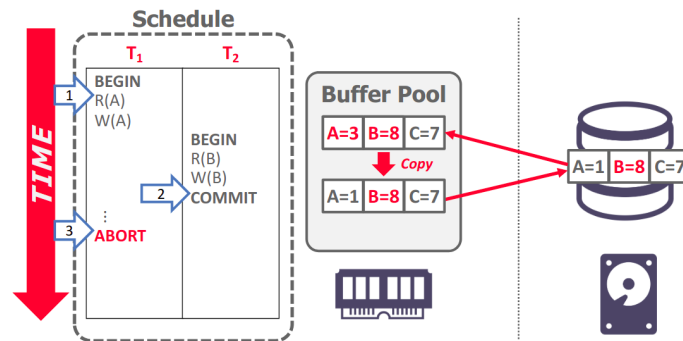 Schedule
TIME
T1
T2
1
BEGIN
R(A)
W(A)
BEGIN
R(B)
W(B)
2
COMMIT
⋮
3
ABORT
Buffer Pool
A=3 B=8 C=7
Copy
A=1 B=8 C=7
A=1 B=8 C=7